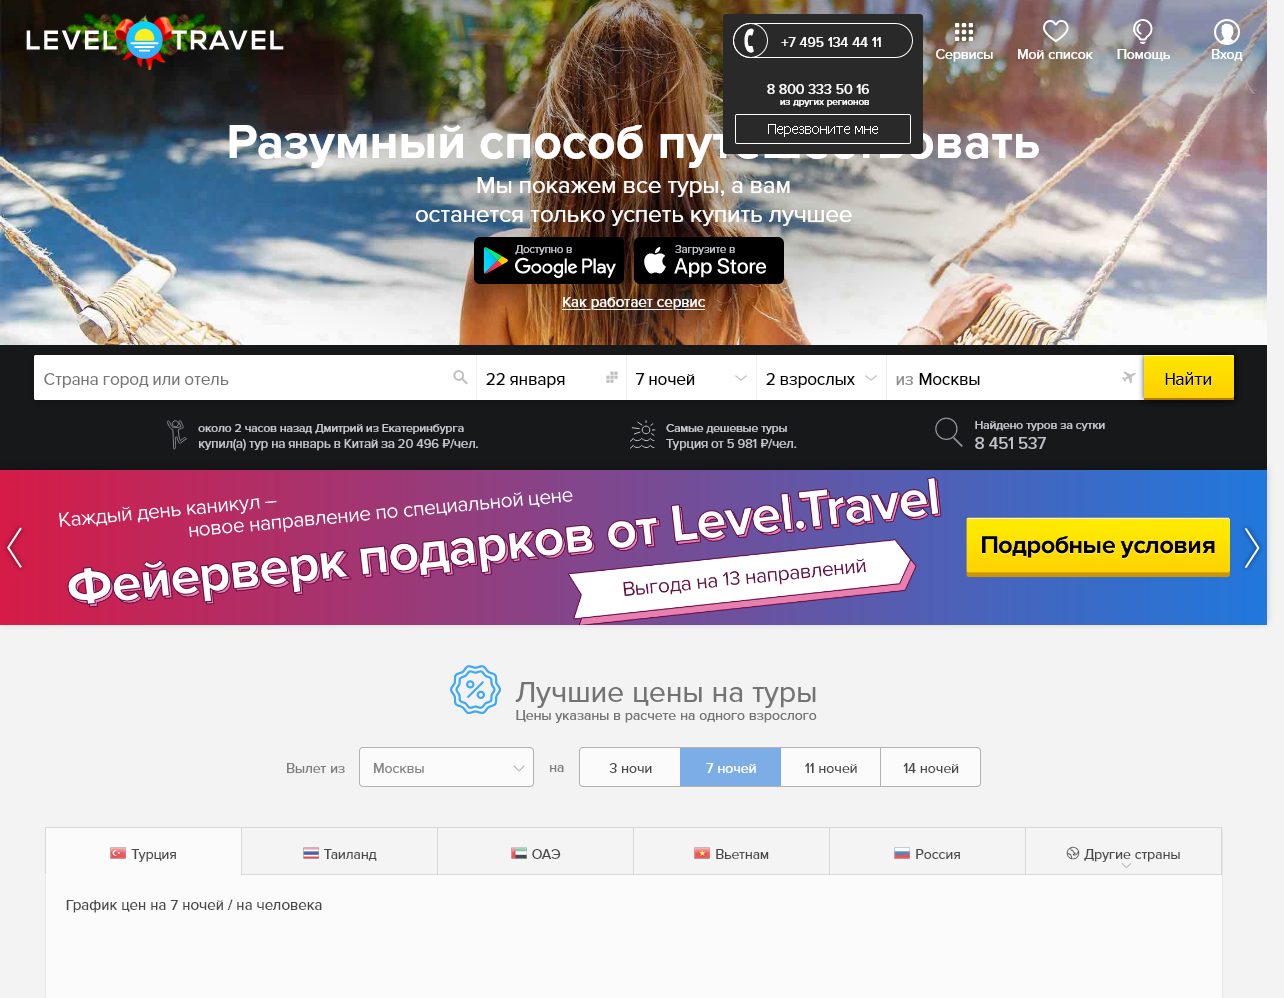 LEVEL TRAVEL
+7 495 134 44 11
8 800 333 50 16
из других регионов
Перезвоните мне
Сервисы
Мой список
Помощь
Вход
Разумный способ путешествовать
Мы покажем все туры, а вам
останется только успеть купить лучшее
Доступно в
Google Play
Загрузите в
App Store
Как работает сервис
Страна город или отель
22 января
7 ночей
2 взрослых
из Москвы
Найти
около 2 часов назад Дмитрий из Екатеринбурга
купил(а) тур на январь в Китай за 20 496 ₽/чел.
Самые дешевые туры
Турция от 5 981 ₽/чел.
Найдено туров за сутки
8 451 537
Каждый день каникул –
новое направление по специальной цене
Фейерверк подарков от Level.Travel
Выгода на 13 направлений
Подробные условия
Лучшие цены на туры
Цены указаны в расчете на одного взрослого
Вылет из
Москвы
на
3 ночи
7 ночей
11 ночей
14 ночей
Турция
Таиланд
ОАЭ
Вьетнам
Россия
Другие страны
График цен на 7 ночей / на человека